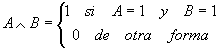 A ∧ B = { 1 si A = 1 y B = 1
0 de otra forma